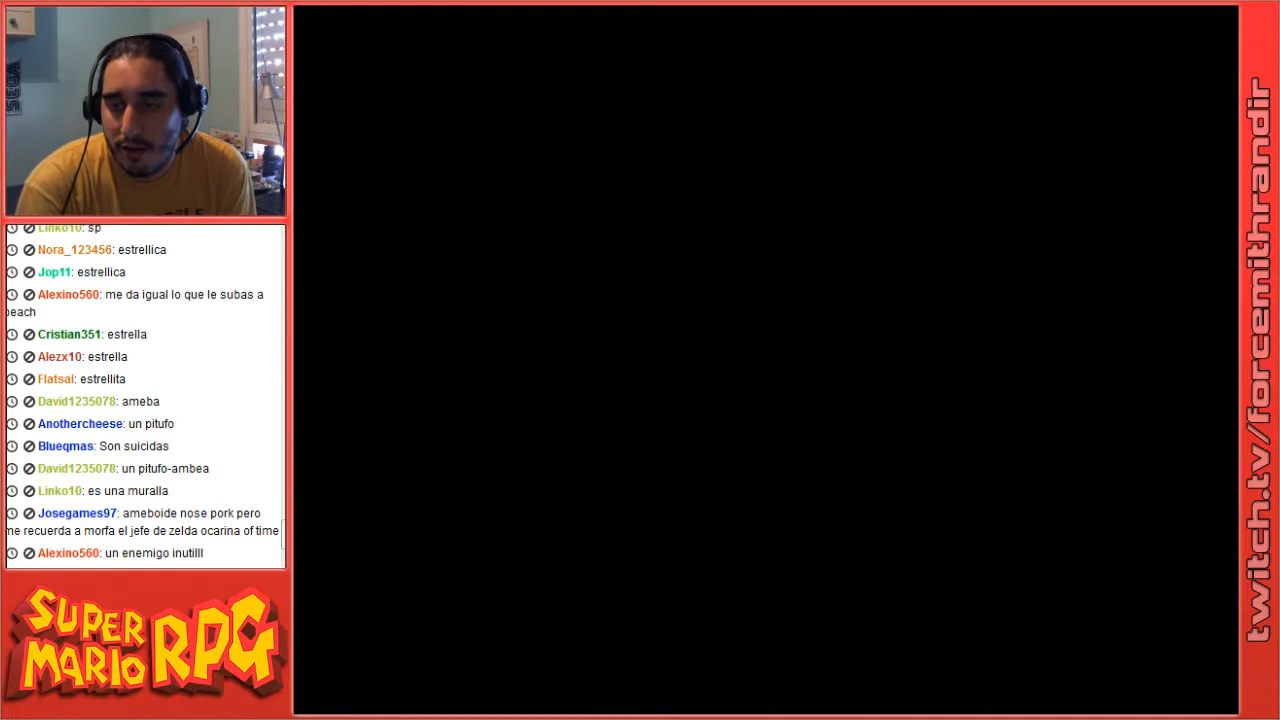 SEGA
Linko10: sp
Nora_123456: estrellica
Jop11: estrellica
Alexino560: me da igual lo que le subas a
peach
Cristian351: estrella
Alezx10: estrella
Flatsal: estrellita
David1235078: ameba
Anothercheese: un pitufo
Blueqmas: Son suicidas
David1235078: un pitufo-ambea
Linko10: es una muralla
Josegames97: ameboide nose pork pero
me recuerda a morfa el jefe de zelda ocarina of time
Alexino560: un enemigo inutilll
SUPER
MARIO RPG
twitch.tv/forcemithrandir